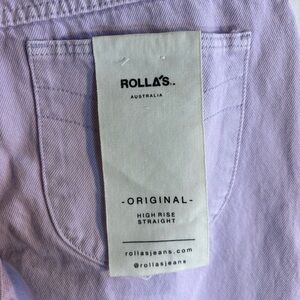 ROLLA'S
AUSTRALIA
-ORIGINAL-
HIGH RISE
STRAIGHT
rollasjeans.com
@rollasjeans